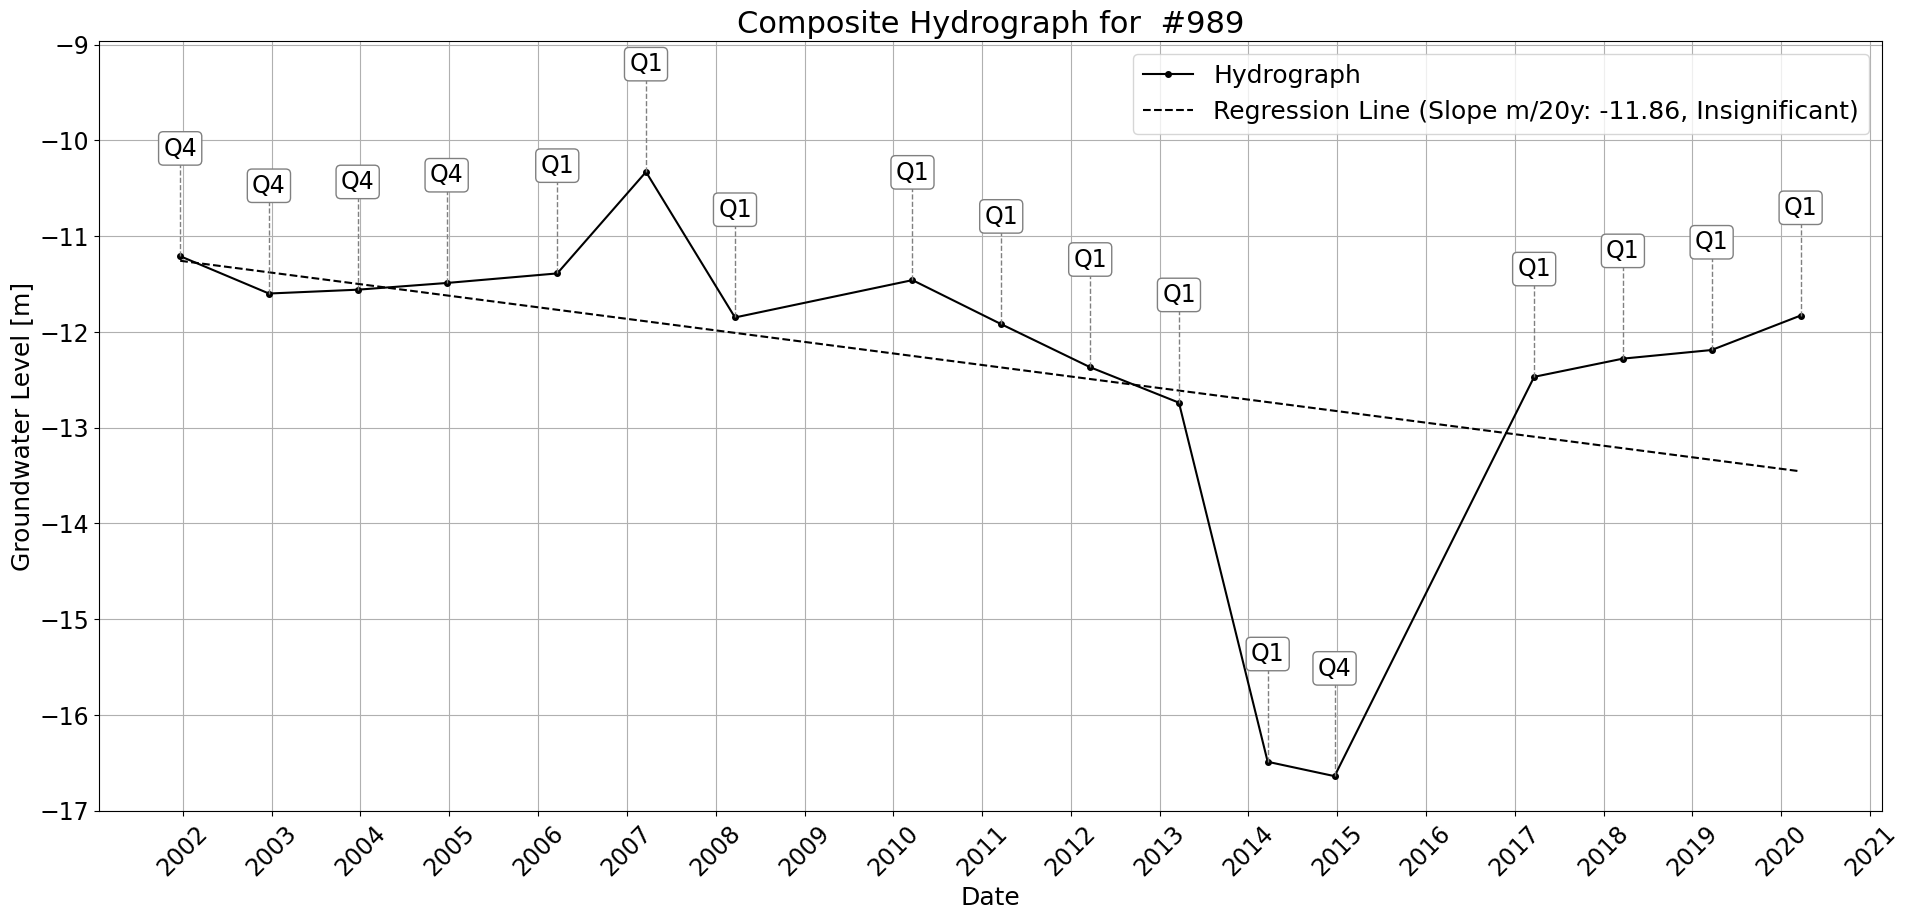 Composite Hydrograph for  #989
Hydrograph
Regression Line (Slope m/20y: -11.86, Insignificant)
Groundwater Level [m]
−9
−10
−11
−12
−13
−14
−15
−16
−17
Q4
Q4
Q4
Q4
Q1
Q1
Q1
Q1
Q1
Q1
Q1
Q1
Q4
Q1
Q1
Q1
Q1
2002
2003
2004
2005
2006
2007
2008
2009
2010
2011
2012
2013
2014
2015
2016
2017
2018
2019
2020
2021
Date